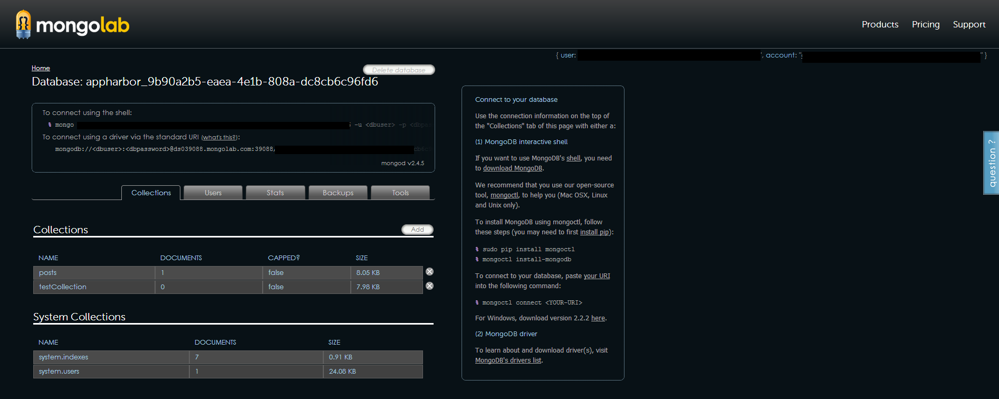 mongolab
Products Pricing Support
{ user: ", account: " " }
Home
Delete database
Database: appharbor_9b90a2b5-eaea-4e1b-808a-dc8cb6c96fd6
To connect using the shell:
% mongo -u <dbuser> -p <dbpas
To connect using a driver via the standard URI (what's this?):
mongodb://<dbuser>:<dbpassword>@ds039088.mongolab.com:39088/
mongod v2.4.5
Collections Users Stats Backups Tools
Collections
Add
NAME DOCUMENTS CAPPED? SIZE
posts 1 false 8.05 KB
testCollection 0 false 7.98 KB
System Collections
NAME DOCUMENTS SIZE
system.indexes 7 0.91 KB
system.users 1 24.08 KB
Connect to your database
Use the connection information on the top of
the "Collections" tab of this page with either a:
(1) MongoDB interactive shell
If you want to use MongoDB's shell, you need
to download MongoDB.
We recommend that you use our open-source
tool, mongoctl, to help you (Mac OSX, Linux
and Unix only).
To install MongoDB using mongoctl, follow
these steps (you may need to first install pip):
% sudo pip install mongoctl
% mongoctl install-mongodb
To connect to your database, paste your URI
into the following command:
% mongoctl connect <YOUR-URI>
For Windows, download version 2.2.2 here.
(2) MongoDB driver
To learn about and download driver(s), visit
MongoDB's drivers list.
question ?